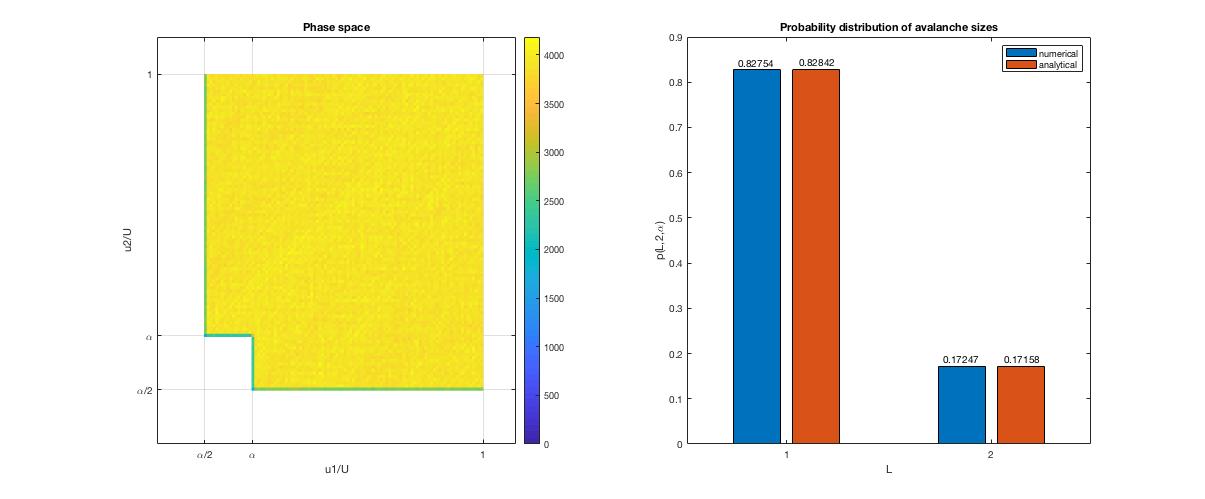 Phase space
1
α
α/2
u2/U
α/2
α
1
u1/U
4000
3500
3000
2500
2000
1500
1000
500
0
Probability distribution of avalanche sizes
numerical
analytical
0.9
0.8
0.7
0.6
0.5
0.4
0.3
0.2
0.1
0
p(L,2,α)
0.82754
0.82842
0.17247
0.17158
1
2
L